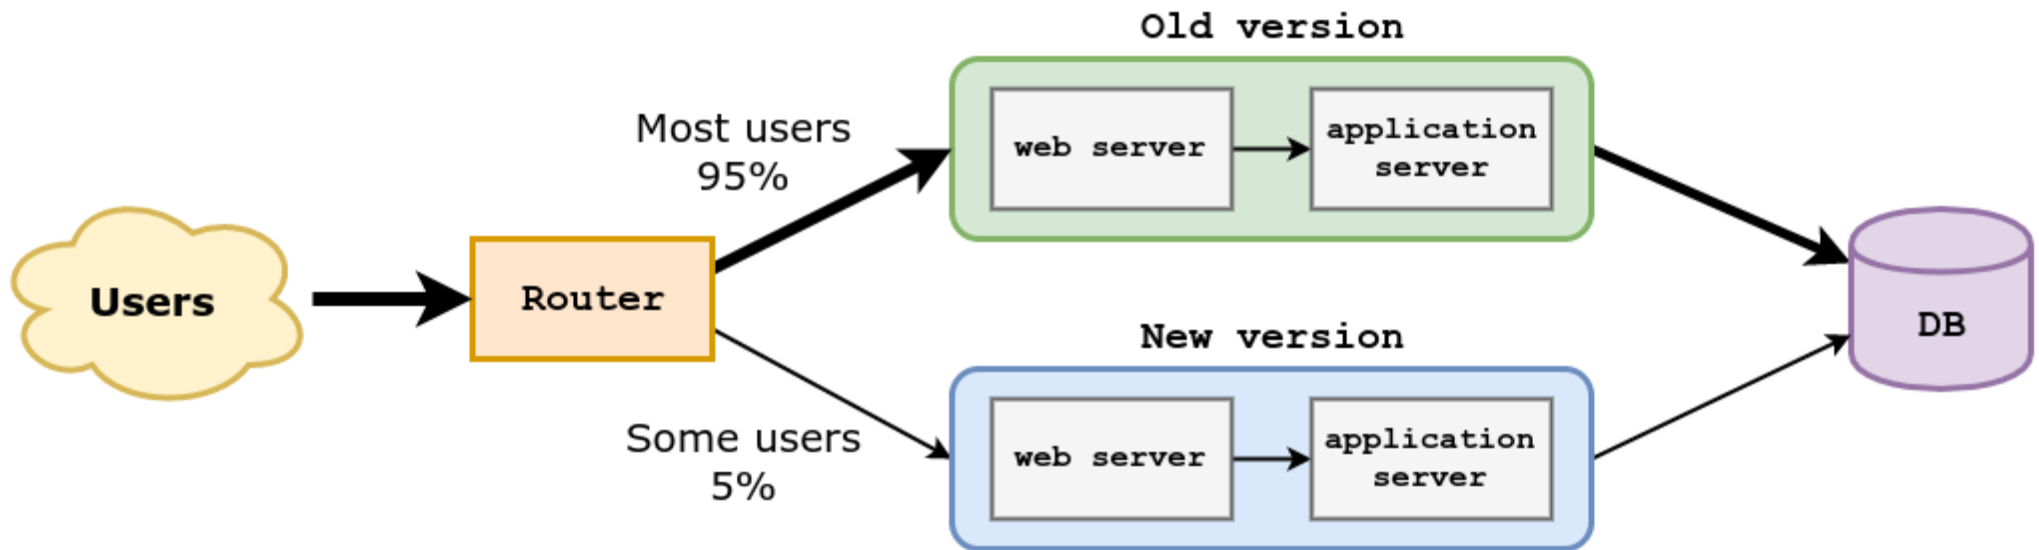 Old version
Most users
95%
web server
application
server
Users
Router
DB
New version
Some users
5%
web server
application
server